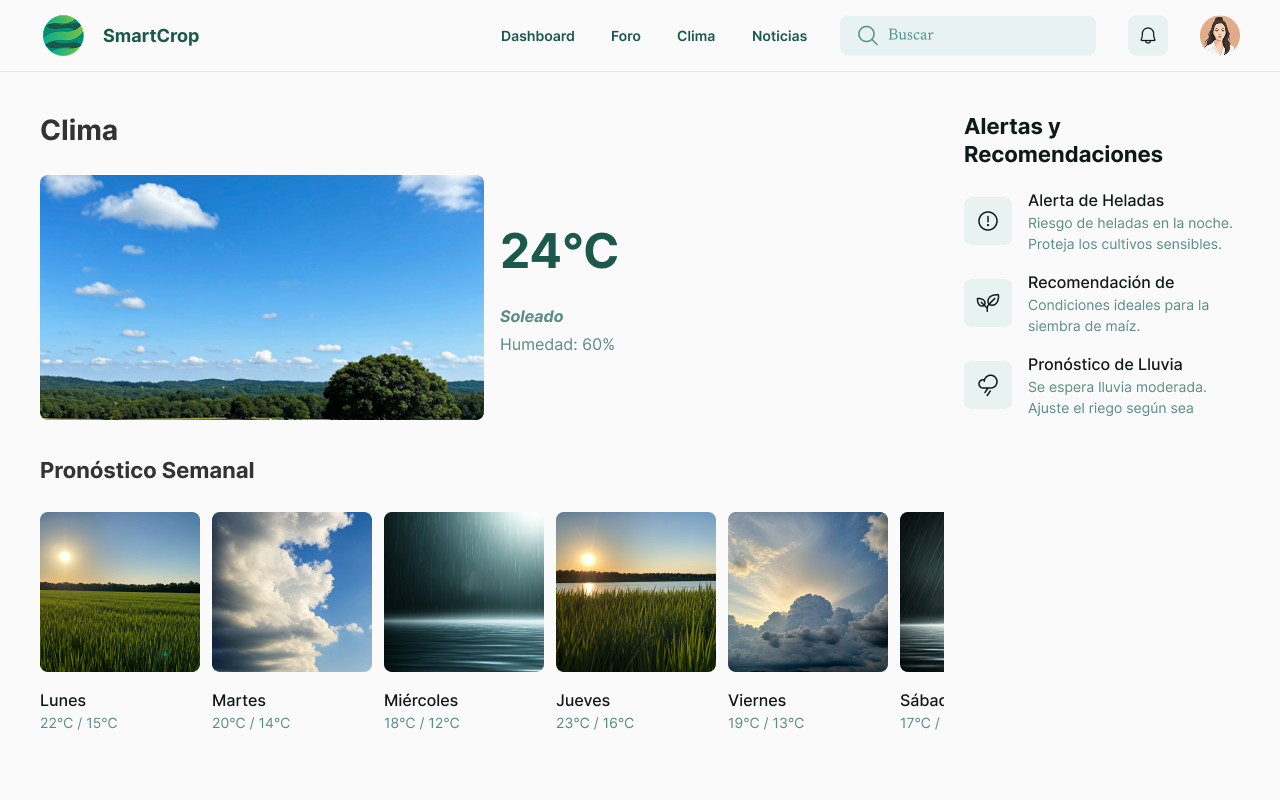 SmartCrop
Dashboard
Foro
Clima
Noticias
Buscar
Clima
24°C
Soleado
Humedad: 60%
Alertas y
Recomendaciones
Alerta de Heladas
Riesgo de heladas en la noche.
Proteja los cultivos sensibles.
Recomendación de
Condiciones ideales para la
siembra de maíz.
Pronóstico de Lluvia
Se espera lluvia moderada.
Ajuste el riego según sea
Pronóstico Semanal
Lunes
22°C / 15°C
Martes
20°C / 14°C
Miércoles
18°C / 12°C
Jueves
23°C / 16°C
Viernes
19°C / 13°C
Sábad
17°C /